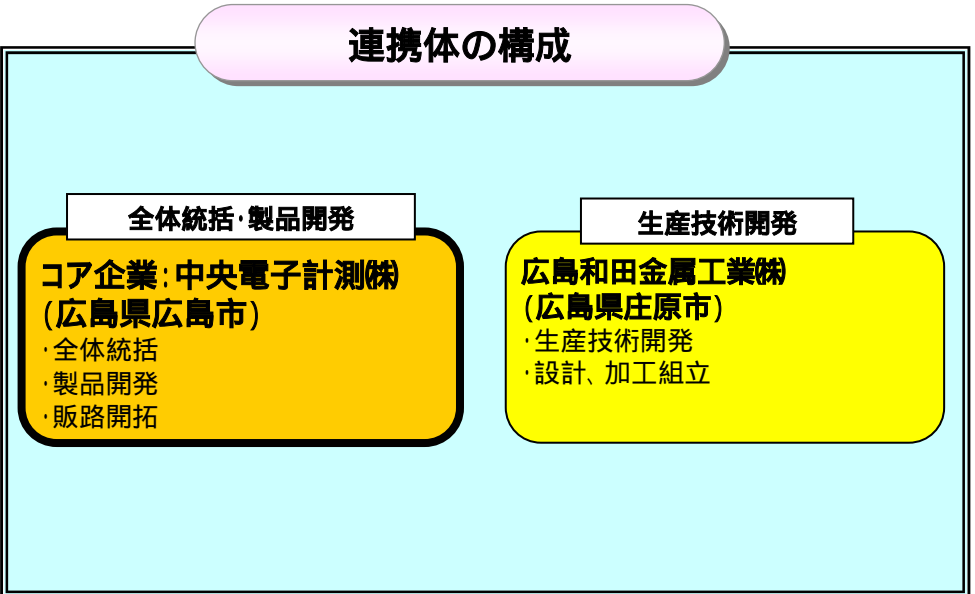 連携体の構成
全体統括・製品開発
コア企業:中央電子計測㈱
(広島県広島市)
・全体統括
・製品開発
・販路開拓
生産技術開発
広島和田金属工業㈱
(広島県庄原市)
・生産技術開発
・設計、加工組立